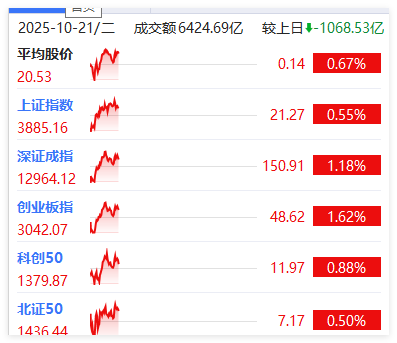 2025-10-21/二 成交额6424.69亿 较上日⬇-1068.53亿
平均股价
20.53 0.14 0.67%
上证指数
3885.16 21.27 0.55%
深证成指
12964.12 150.91 1.18%
创业板指
3042.07 48.62 1.62%
科创50
1379.87 11.97 0.88%
北证50
1436.44 7.17 0.50%